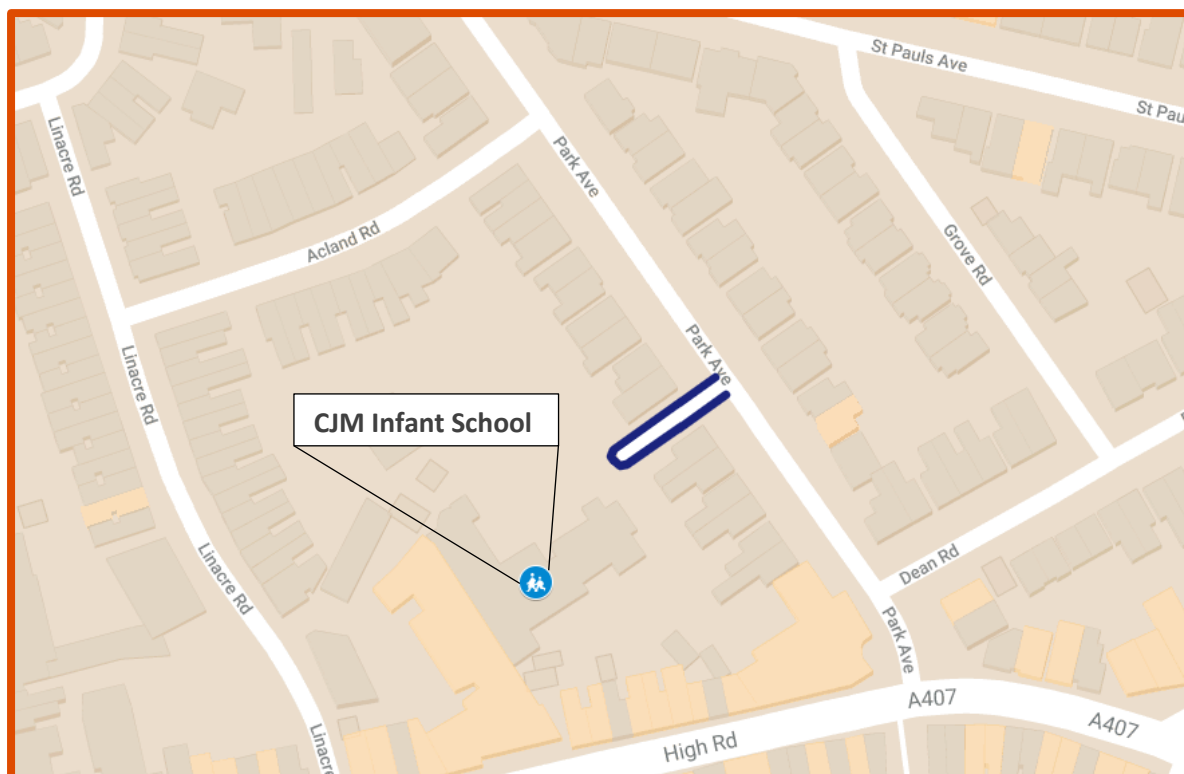 St Pauls Ave
St Pau
Linacre Rd
Park Ave
Acland Rd
Grove Rd
Park Ave
Linacre Rd
CJM Infant School
Linacre Rd
Dean Rd
Park Ave
A407
A407
High Rd
Linacre